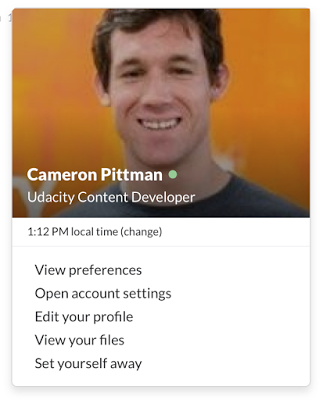 Cameron Pittman
Udacity Content Developer
1:12 PM local time (change)
View preferences
Open account settings
Edit your profile
View your files
Set yourself away